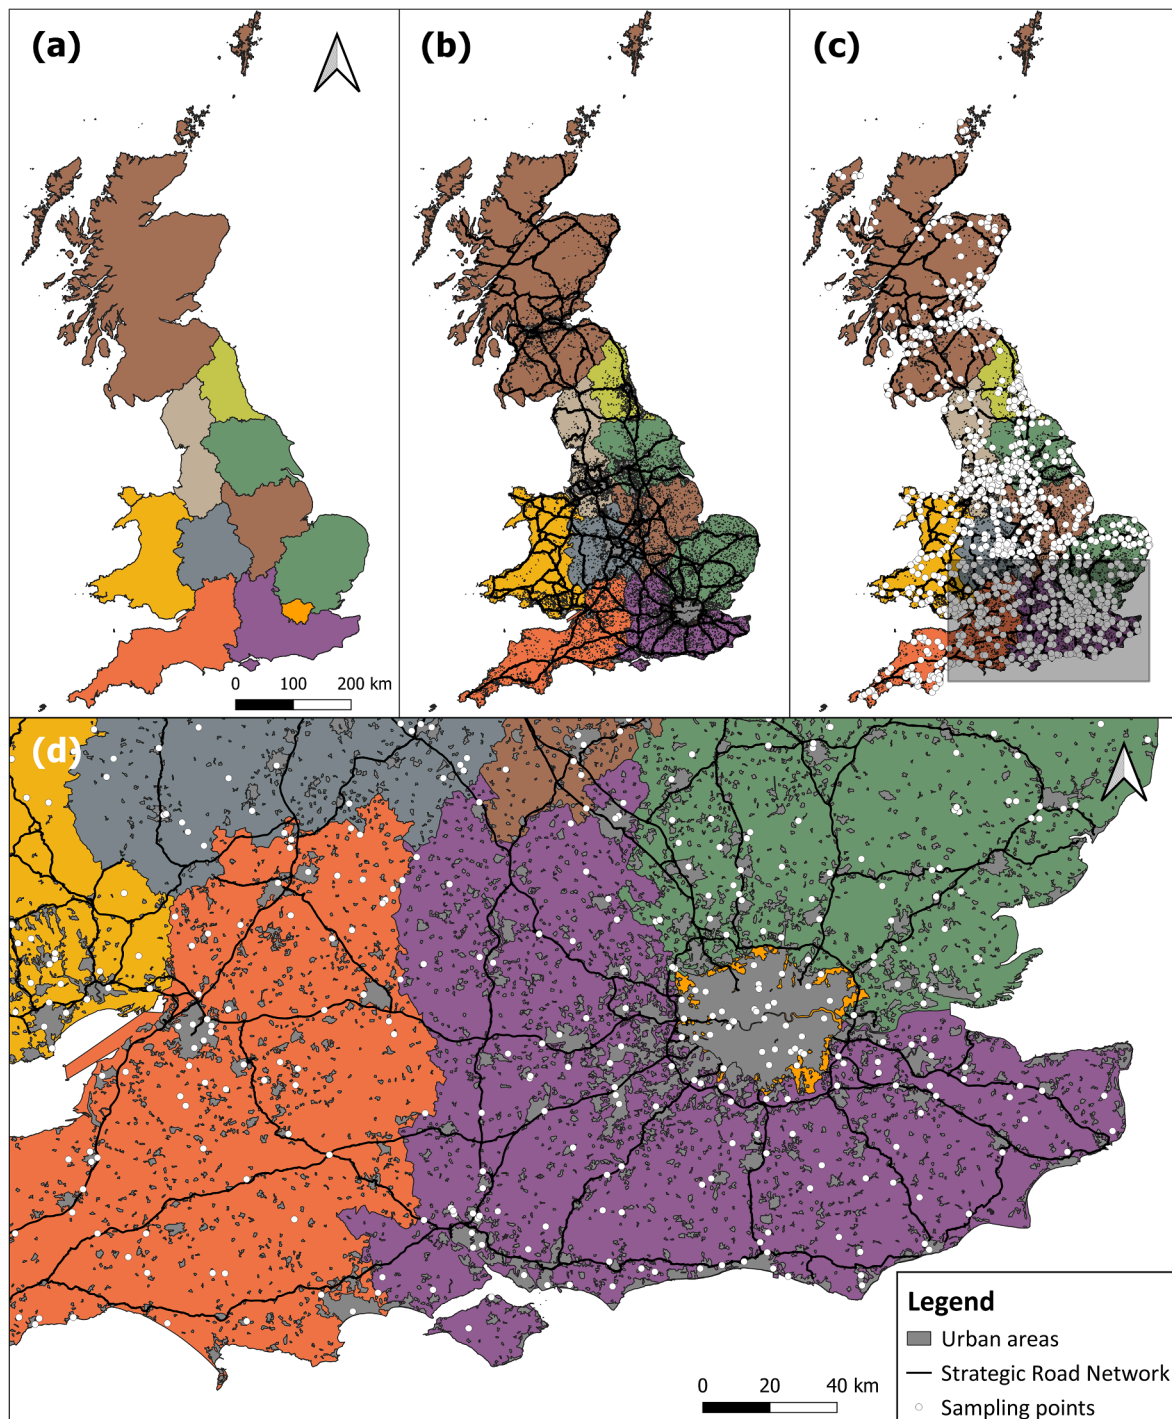 (a)
(b)
(c)
0 100 200 km
(d)
Legend
Urban areas
Strategic Road Network
Sampling points
0 20 40 km